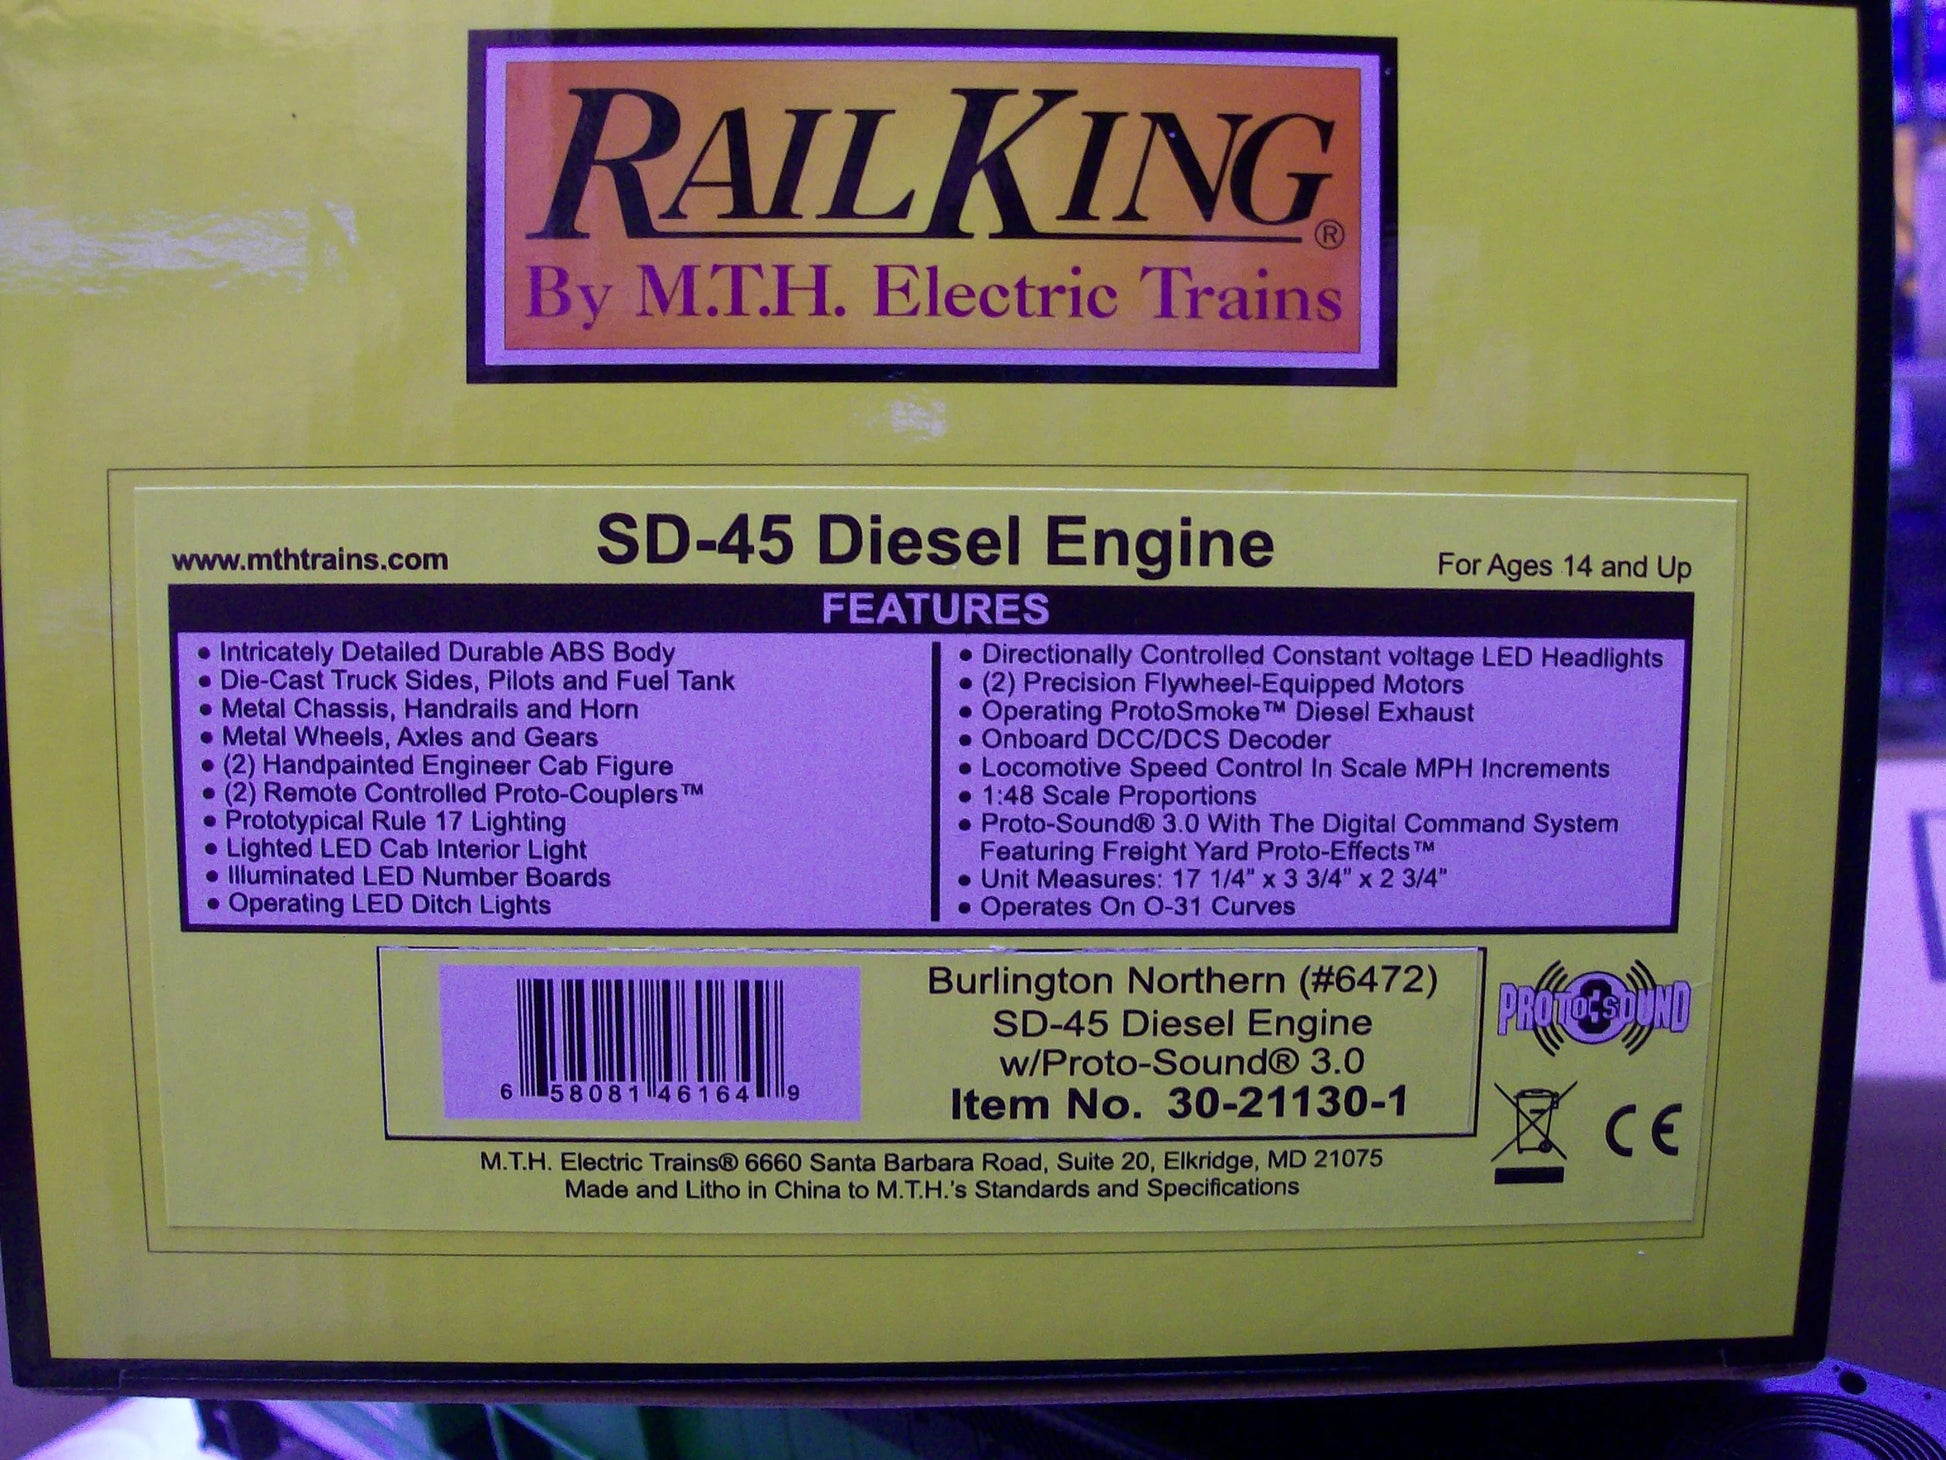 RAILKING®
By M.T.H. Electric Trains
www.mthtrains.com
SD-45 Diesel Engine
For Ages 14 and Up
FEATURES
• Intricately Detailed Durable ABS Body
• Die-Cast Truck Sides, Pilots and Fuel Tank
• Metal Chassis, Handrails and Horn
• Metal Wheels, Axles and Gears
• (2) Handpainted Engineer Cab Figure
• (2) Remote Controlled Proto-Couplers™
• Prototypical Rule 17 Lighting
• Lighted LED Cab Interior Light
• Illuminated LED Number Boards
• Operating LED Ditch Lights
• Directionally Controlled Constant voltage LED Headlights
• (2) Precision Flywheel-Equipped Motors
• Operating ProtoSmoke™ Diesel Exhaust
• Onboard DCC/DCS Decoder
• Locomotive Speed Control In Scale MPH Increments
• 1:48 Scale Proportions
• Proto-Sound® 3.0 With The Digital Command System
Featuring Freight Yard Proto-Effects™
• Unit Measures: 17 1/4" x 3 3/4" x 2 3/4"
• Operates On O-31 Curves
6 58081 46164 9
Burlington Northern (#6472)
SD-45 Diesel Engine
w/Proto-Sound® 3.0
Item No. 30-21130-1
PROTO-SOUND
CE
M.T.H. Electric Trains® 6660 Santa Barbara Road, Suite 20, Elkridge, MD 21075
Made and Litho in China to M.T.H.'s Standards and Specifications